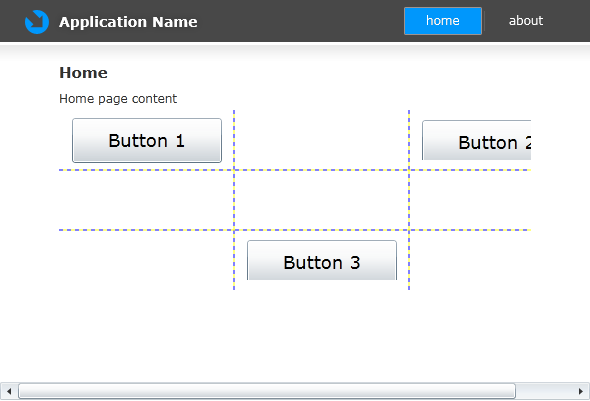 Application Name
home
about
Home
Home page content
Button 1
Button 2
Button 3